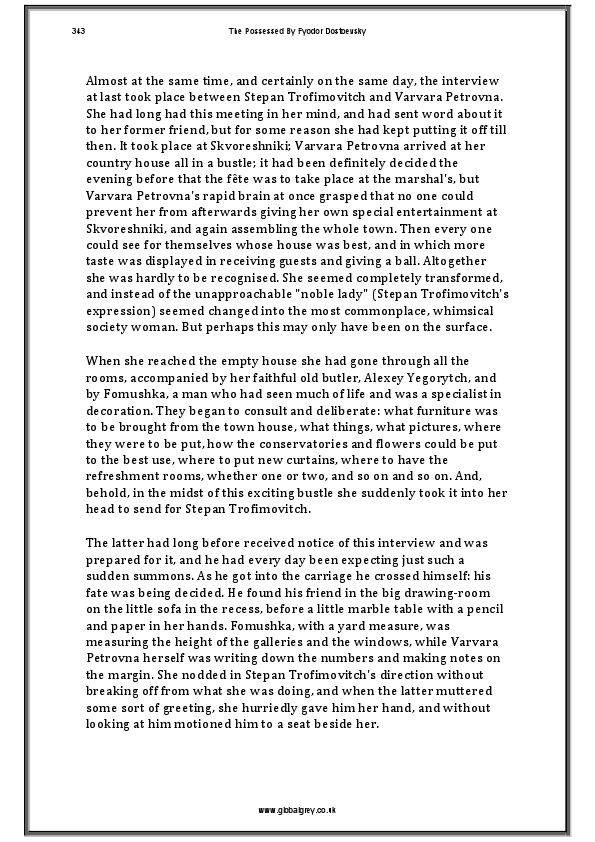 343
The Possessed By Fyodor Dostoevsky
Almost at the same time, and certainly on the same day, the interview
at last took place between Stepan Trofimovitch and Varvara Petrovna.
She had long had this meeting in her mind, and had sent word about it
to her former friend, but for some reason she had kept putting it off till
then. It took place at Skvoreshniki; Varvara Petrovna arrived at her
country house all in a bustle; it had been definitely decided the
evening before that the fête was to take place at the marshal's, but
Varvara Petrovna's rapid brain at once grasped that no one could
prevent her from afterwards giving her own special entertainment at
Skvoreshniki, and again assembling the whole town. Then every one
could see for themselves whose house was best, and in which more
taste was displayed in receiving guests and giving a ball. Altogether
she was hardly to be recognised. She seemed completely transformed,
and instead of the unapproachable "noble lady" (Stepan Trofimovitch's
expression) seemed changed into the most commonplace, whimsical
society woman. But perhaps this may only have been on the surface.
When she reached the empty house she had gone through all the
rooms, accompanied by her faithful old butler, Alexey Yegorytch, and
by Fomushka, a man who had seen much of life and was a specialist in
decoration. They began to consult and deliberate: what furniture was
to be brought from the town house, what things, what pictures, where
they were to be put, how the conservatories and flowers could be put
to the best use, where to put new curtains, where to have the
refreshment rooms, whether one or two, and so on and so on. And,
behold, in the midst of this exciting bustle she suddenly took it into her
head to send for Stepan Trofimovitch.
The latter had long before received notice of this interview and was
prepared for it, and he had every day been expecting just such a
sudden summons. As he got into the carriage he crossed himself: his
fate was being decided. He found his friend in the big drawing-room
on the little sofa in the recess, before a little marble table with a pencil
and paper in her hands. Fomushka, with a yard measure, was
measuring the height of the galleries and the windows, while Varvara
Petrovna herself was writing down the numbers and making notes on
the margin. She nodded in Stepan Trofimovitch's direction without
breaking off from what she was doing, and when the latter muttered
some sort of greeting, she hurriedly gave him her hand, and without
looking at him motioned him to a seat beside her.
www.globalgrey.co.uk